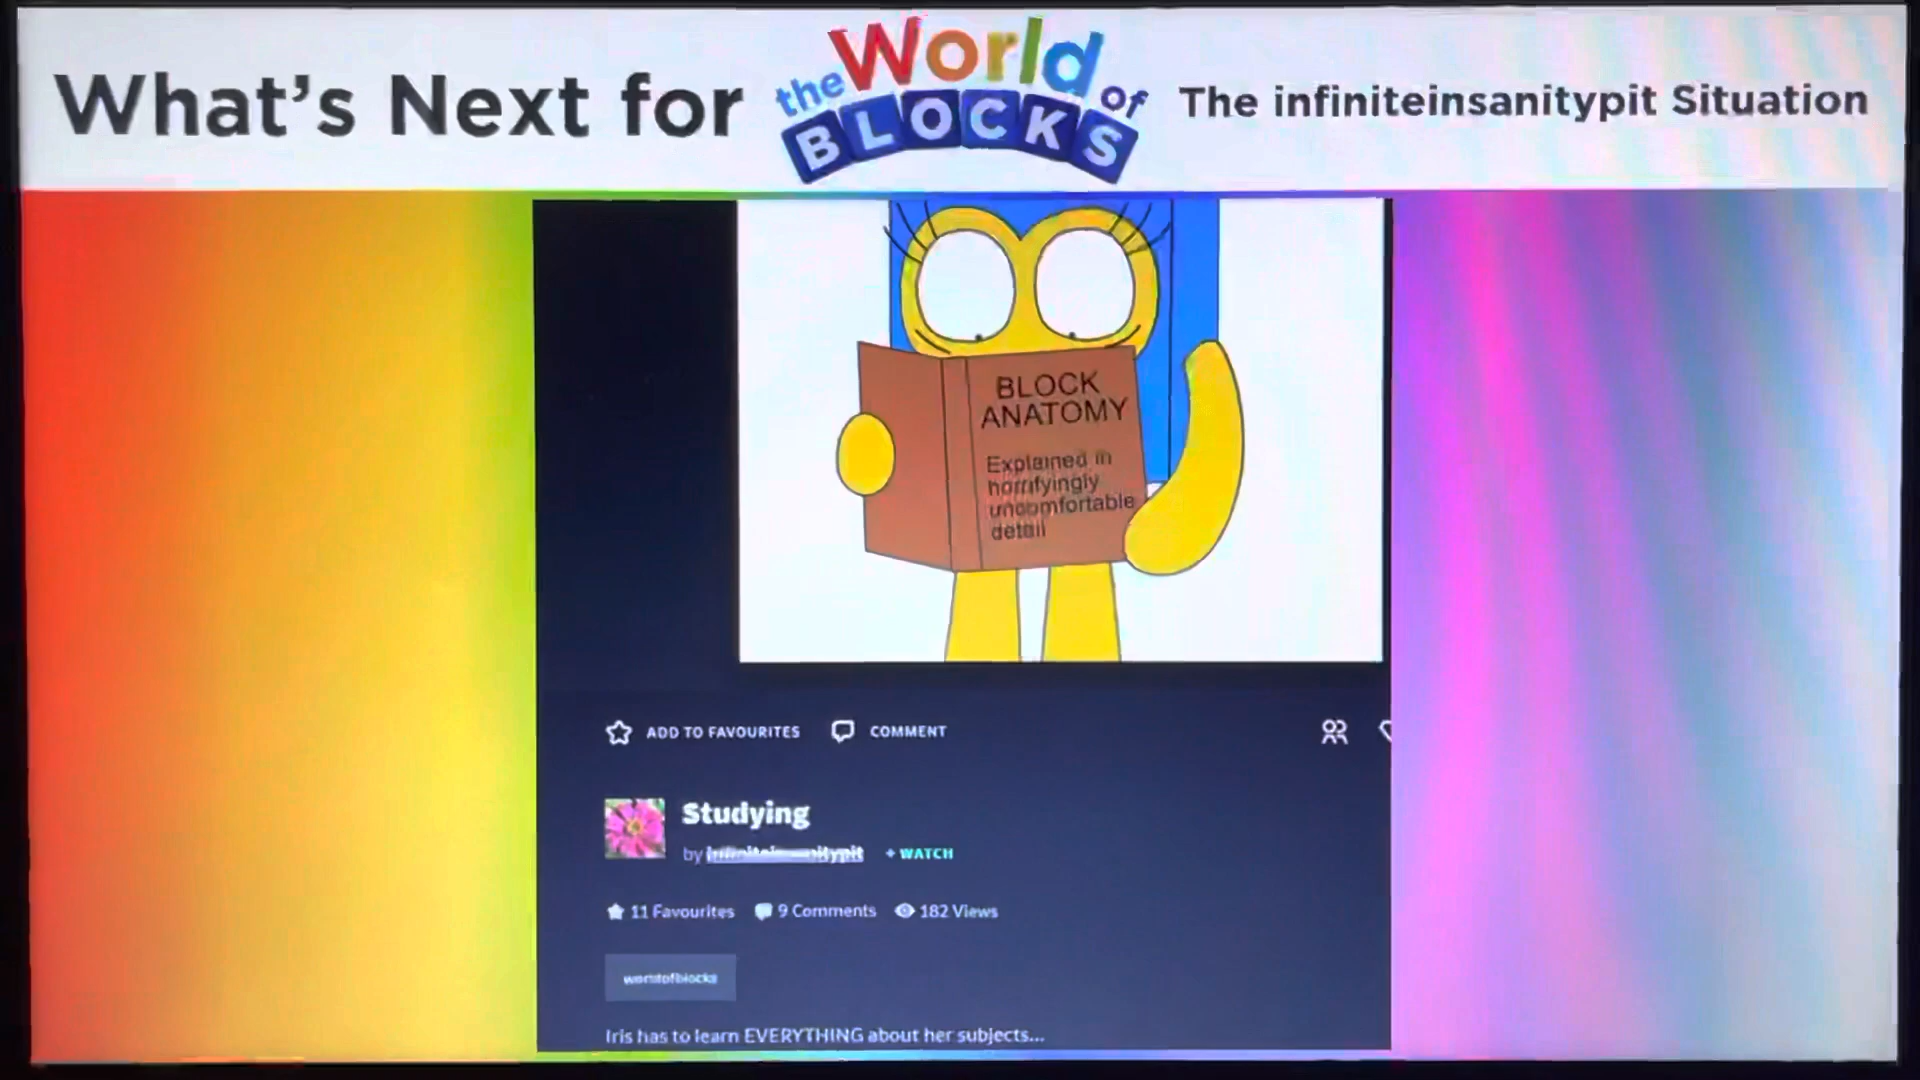 What's Next for
the World of
BLOCKS
The infiniteinsanitypit Situation
BLOCK
ANATOMY
Explained in
horrifyingly
uncomfortable
detail
ADD TO FAVOURITES
COMMENT
Studying
by infiniteinsanitypit
+ WATCH
11 Favourites
9 Comments
182 Views
worldofblocks
Iris has to learn EVERYTHING about her subjects...